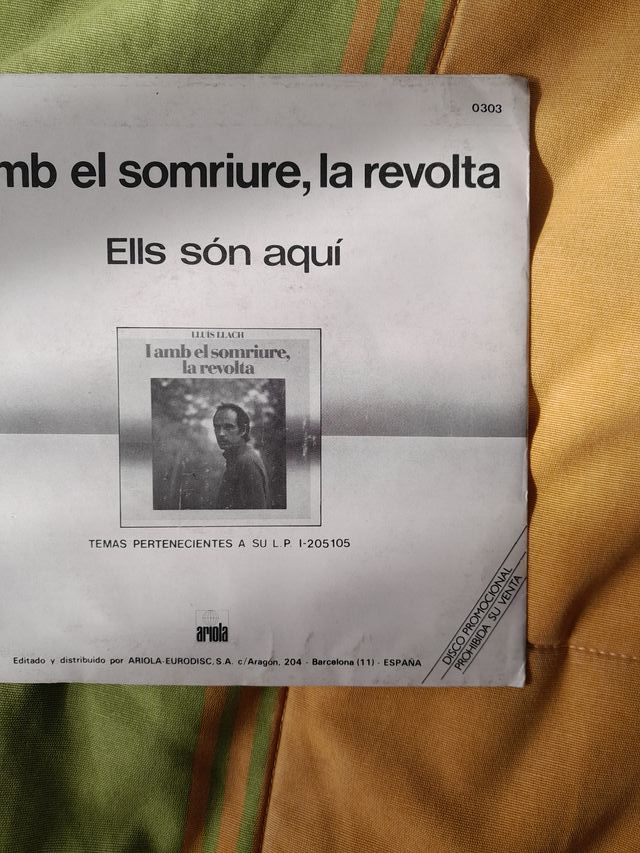 0303
mb el somriure, la revolta
Ells són aquí
LLUIS LLACH
I amb el somriure,
la revolta
TEMAS PERTENECIENTES A SU L.P. I-205105
ariola
Editado y distribuido por ARIOLA-EURODISC, S.A. c/Aragón, 204 - Barcelona (11) - ESPAÑA
DISCO PROMOCIONAL
PROHIBIDA SU VENTA